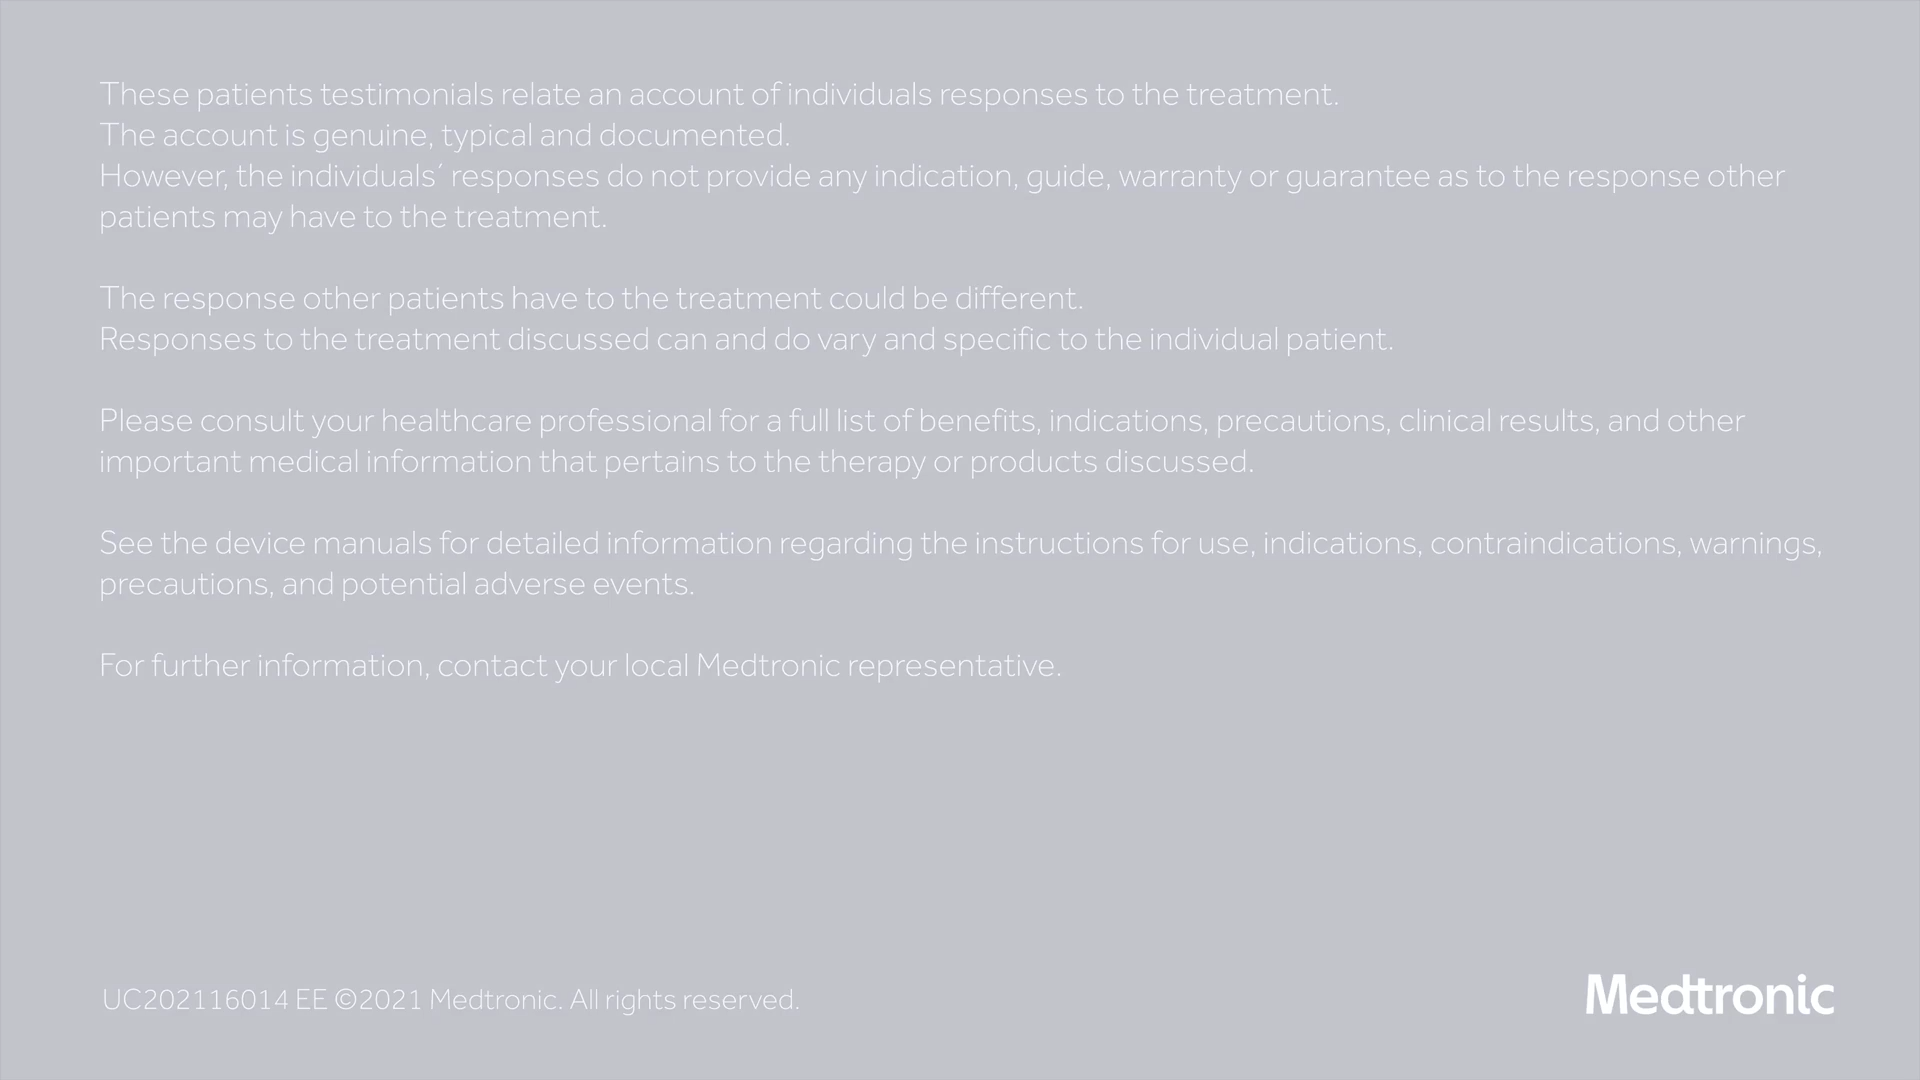 These patients testimonials relate an account of individuals responses to the treatment.
The account is genuine, typical and documented.
However, the individuals´ responses do not provide any indication, guide, warranty or guarantee as to the response other
patients may have to the treatment.
The response other patients have to the treatment could be different.
Responses to the treatment discussed can and do vary and specific to the individual patient.
Please consult your healthcare professional for a full list of benefits, indications, precautions, clinical results, and other
important medical information that pertains to the therapy or products discussed.
See the device manuals for detailed information regarding the instructions for use, indications, contraindications, warnings,
precautions, and potential adverse events.
For further information, contact your local Medtronic representative.
UC202116014 EE ©2021 Medtronic. All rights reserved.
Medtronic